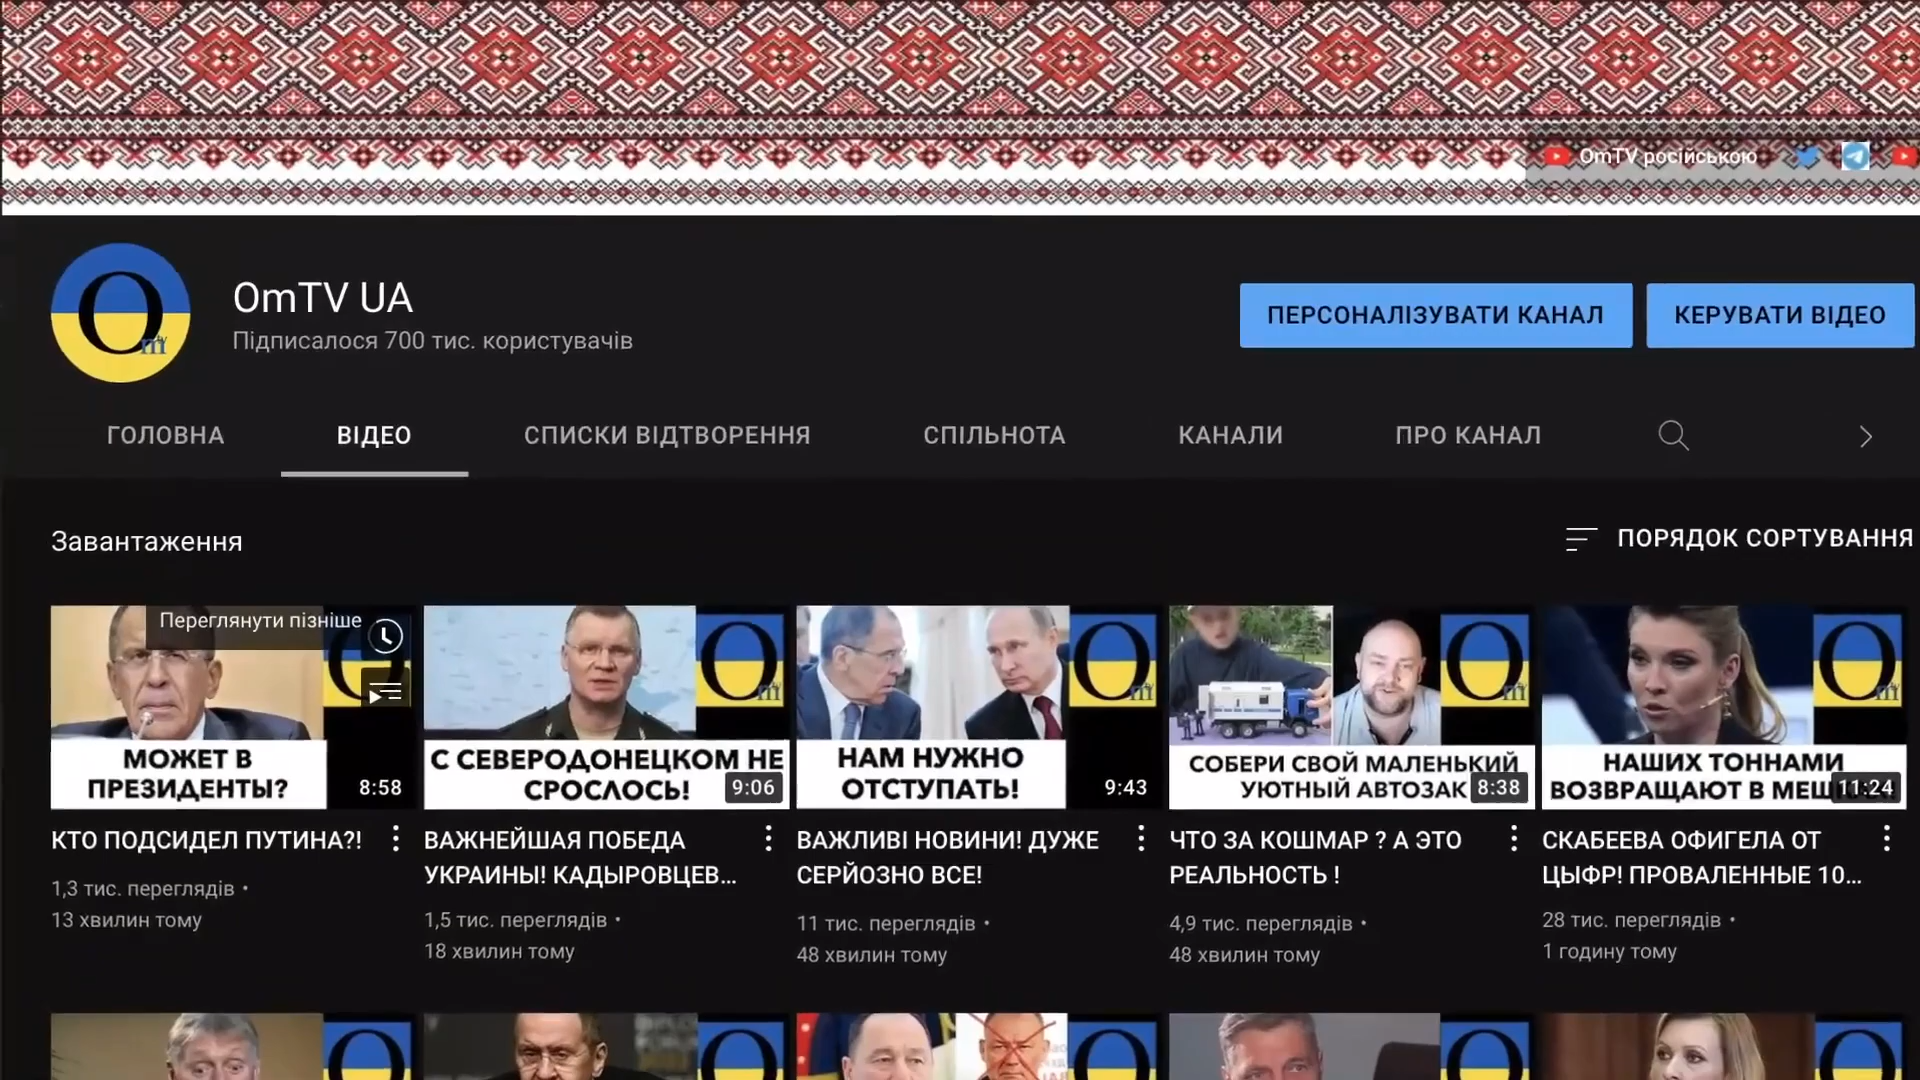 OmTV російською
OmTV UA
Підписалося 700 тис. користувачів
ПЕРСОНАЛІЗУВАТИ КАНАЛ
КЕРУВАТИ ВІДЕО
ГОЛОВНА
ВІДЕО
СПИСКИ ВІДТВОРЕННЯ
СПІЛЬНОТА
КАНАЛИ
ПРО КАНАЛ
Завантаження
ПОРЯДОК СОРТУВАННЯ
Переглянути пізніше
МОЖЕТ В
ПРЕЗИДЕНТЫ?
8:58
КТО ПОДСИДЕЛ ПУТИНА?!
1,3 тис. переглядів •
13 хвилин тому
С СЕВЕРОДОНЕЦКОМ НЕ
СРОСЛОСЬ!
9:06
ВАЖНЕЙШАЯ ПОБЕДА
УКРАИНЫ! КАДЫРОВЦЕВ...
1,5 тис. переглядів •
18 хвилин тому
НАМ НУЖНО
ОТСТУПАТЬ!
9:43
ВАЖЛИВІ НОВИНИ! ДУЖЕ
СЕРЙОЗНО ВСЕ!
11 тис. переглядів •
48 хвилин тому
СОБЕРИ СВОЙ МАЛЕНЬКИЙ
УЮТНЫЙ АВТОЗАК
8:38
ЧТО ЗА КОШМАР ? А ЭТО
РЕАЛЬНОСТЬ !
4,9 тис. переглядів •
48 хвилин тому
НАШИХ ТОННАМИ
ВОЗВРАЩАЮТ В
11:24
СКАБЕЕВА ОФИГЕЛА ОТ
ЦЫФР! ПРОВАЛЕННЫЕ 10...
28 тис. переглядів •
1 годину тому